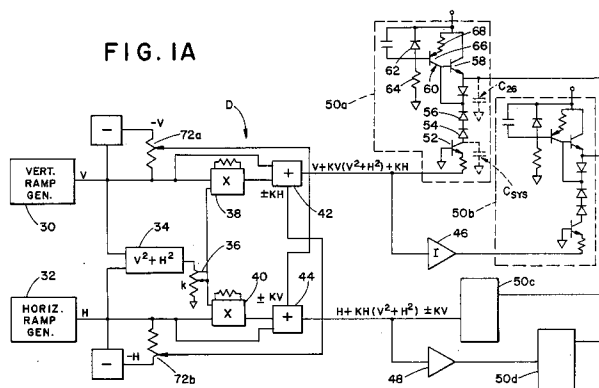 FIG. 1A
68
66
58
62
60
64
C26
50a
56
54
52
CSYS
50b
-V
72a
D
−
VERT. RAMP GEN.
V
30
X
±KH
38
+
42
V+KV(V²+H²)+KH
34
V²+H²
36
k
46
I
32
40
± KV
44
HORIZ. RAMP GEN.
H
X
+
H+KH(V²+H²) ±KV
50c
−
-H
72b
48
50d